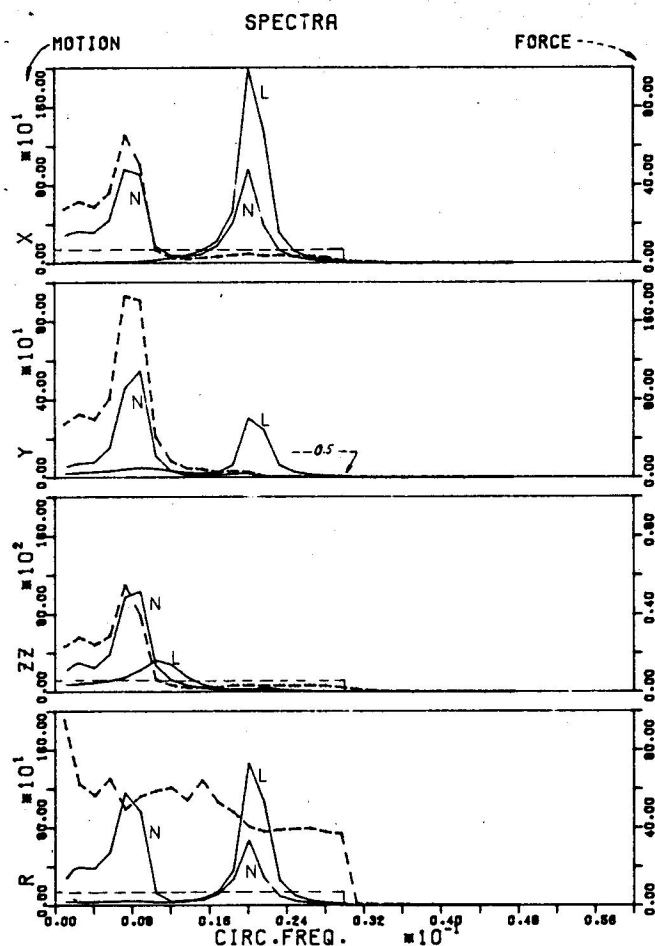 SPECTRA
MOTION
FORCE
X ×10¹
0.00 80.00 160.00
L
N
N
0.00 40.00 80.00
Y ×10¹
0.00 40.00 80.00
N
L
0.5
0.00 80.00 160.00
ZZ ×10²
0.00 80.00 160.00
N
L
0.00 0.40 0.80
R ×10¹
0.00 80.00 160.00
L
N
N
0.00 40.00 80.00
0.00 0.08 0.16 0.24 0.32 0.40 0.48 0.56
CIRC.FREQ. ×10⁻¹